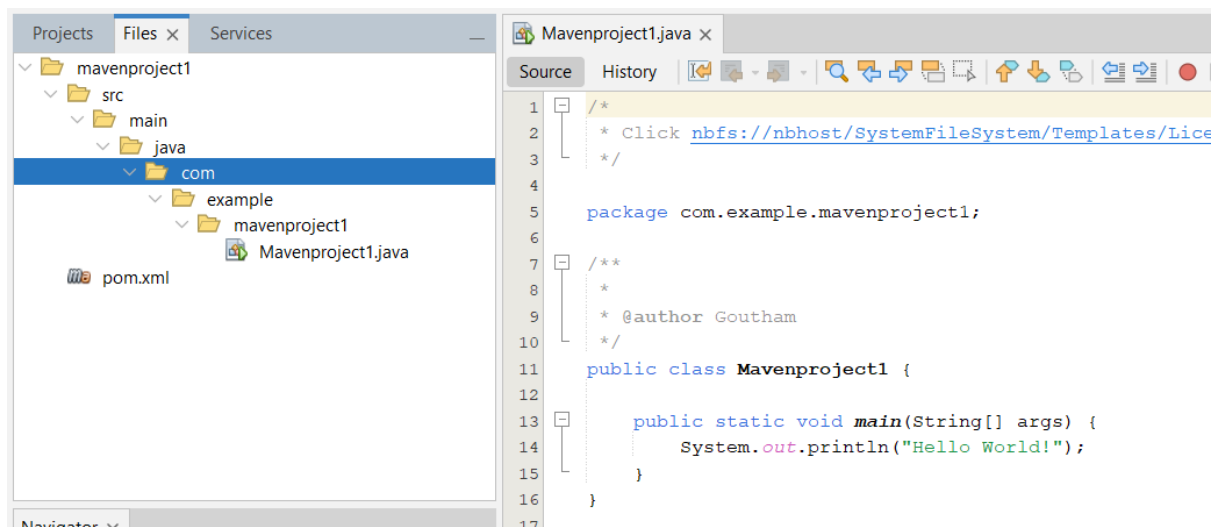 Projects Files × Services
mavenproject1
src
main
java
com
example
mavenproject1
Mavenproject1.java
pom.xml
Navigator ×
Mavenproject1.java ×
Source History
1 /*
2 * Click nbfs://nbhost/SystemFileSystem/Templates/Lice
3 */
4
5 package com.example.mavenproject1;
6
7 /**
8 *
9 * @author Goutham
10 */
11 public class Mavenproject1 {
12
13 public static void main(String[] args) {
14 System.out.println("Hello World!");
15 }
16 }
17